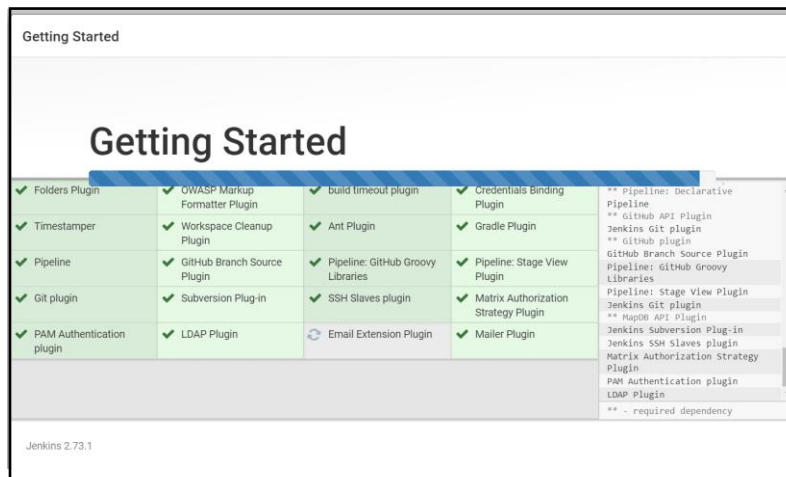 Getting Started
Getting Started
Folders Plugin
OWASP Markup
Formatter Plugin
build timeout plugin
Credentials Binding
Plugin
Timestamper
Workspace Cleanup
Plugin
Ant Plugin
Gradle Plugin
Pipeline
GitHub Branch Source
Plugin
Pipeline: GitHub Groovy
Libraries
Pipeline: Stage View
Plugin
Git plugin
Subversion Plug-in
SSH Slaves plugin
Matrix Authorization
Strategy Plugin
PAM Authentication
plugin
LDAP Plugin
Email Extension Plugin
Mailer Plugin
** Pipeline: Declarative
Pipeline
** GitHub API Plugin
Jenkins Git plugin
** GitHub plugin
GitHub Branch Source Plugin
Pipeline: GitHub Groovy
Libraries
Pipeline: Stage View Plugin
Jenkins Git plugin
** MapDB API Plugin
Jenkins Subversion Plug-in
Jenkins SSH Slaves plugin
Matrix Authorization Strategy
Plugin
PAM Authentication plugin
LDAP Plugin
** - required dependency
Jenkins 2.73.1